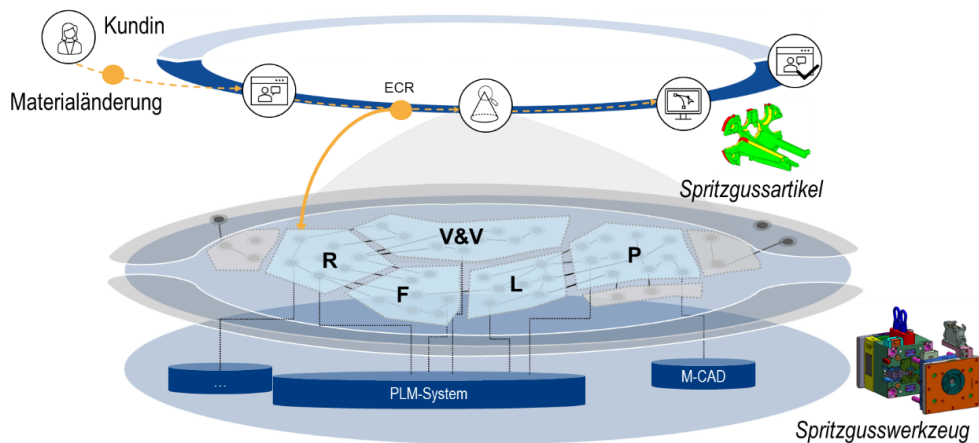 Kundin
Materialänderung
ECR
Spritzgussartikel
V&V
R
P
F
L
...
PLM-System
M-CAD
Spritzgusswerkzeug